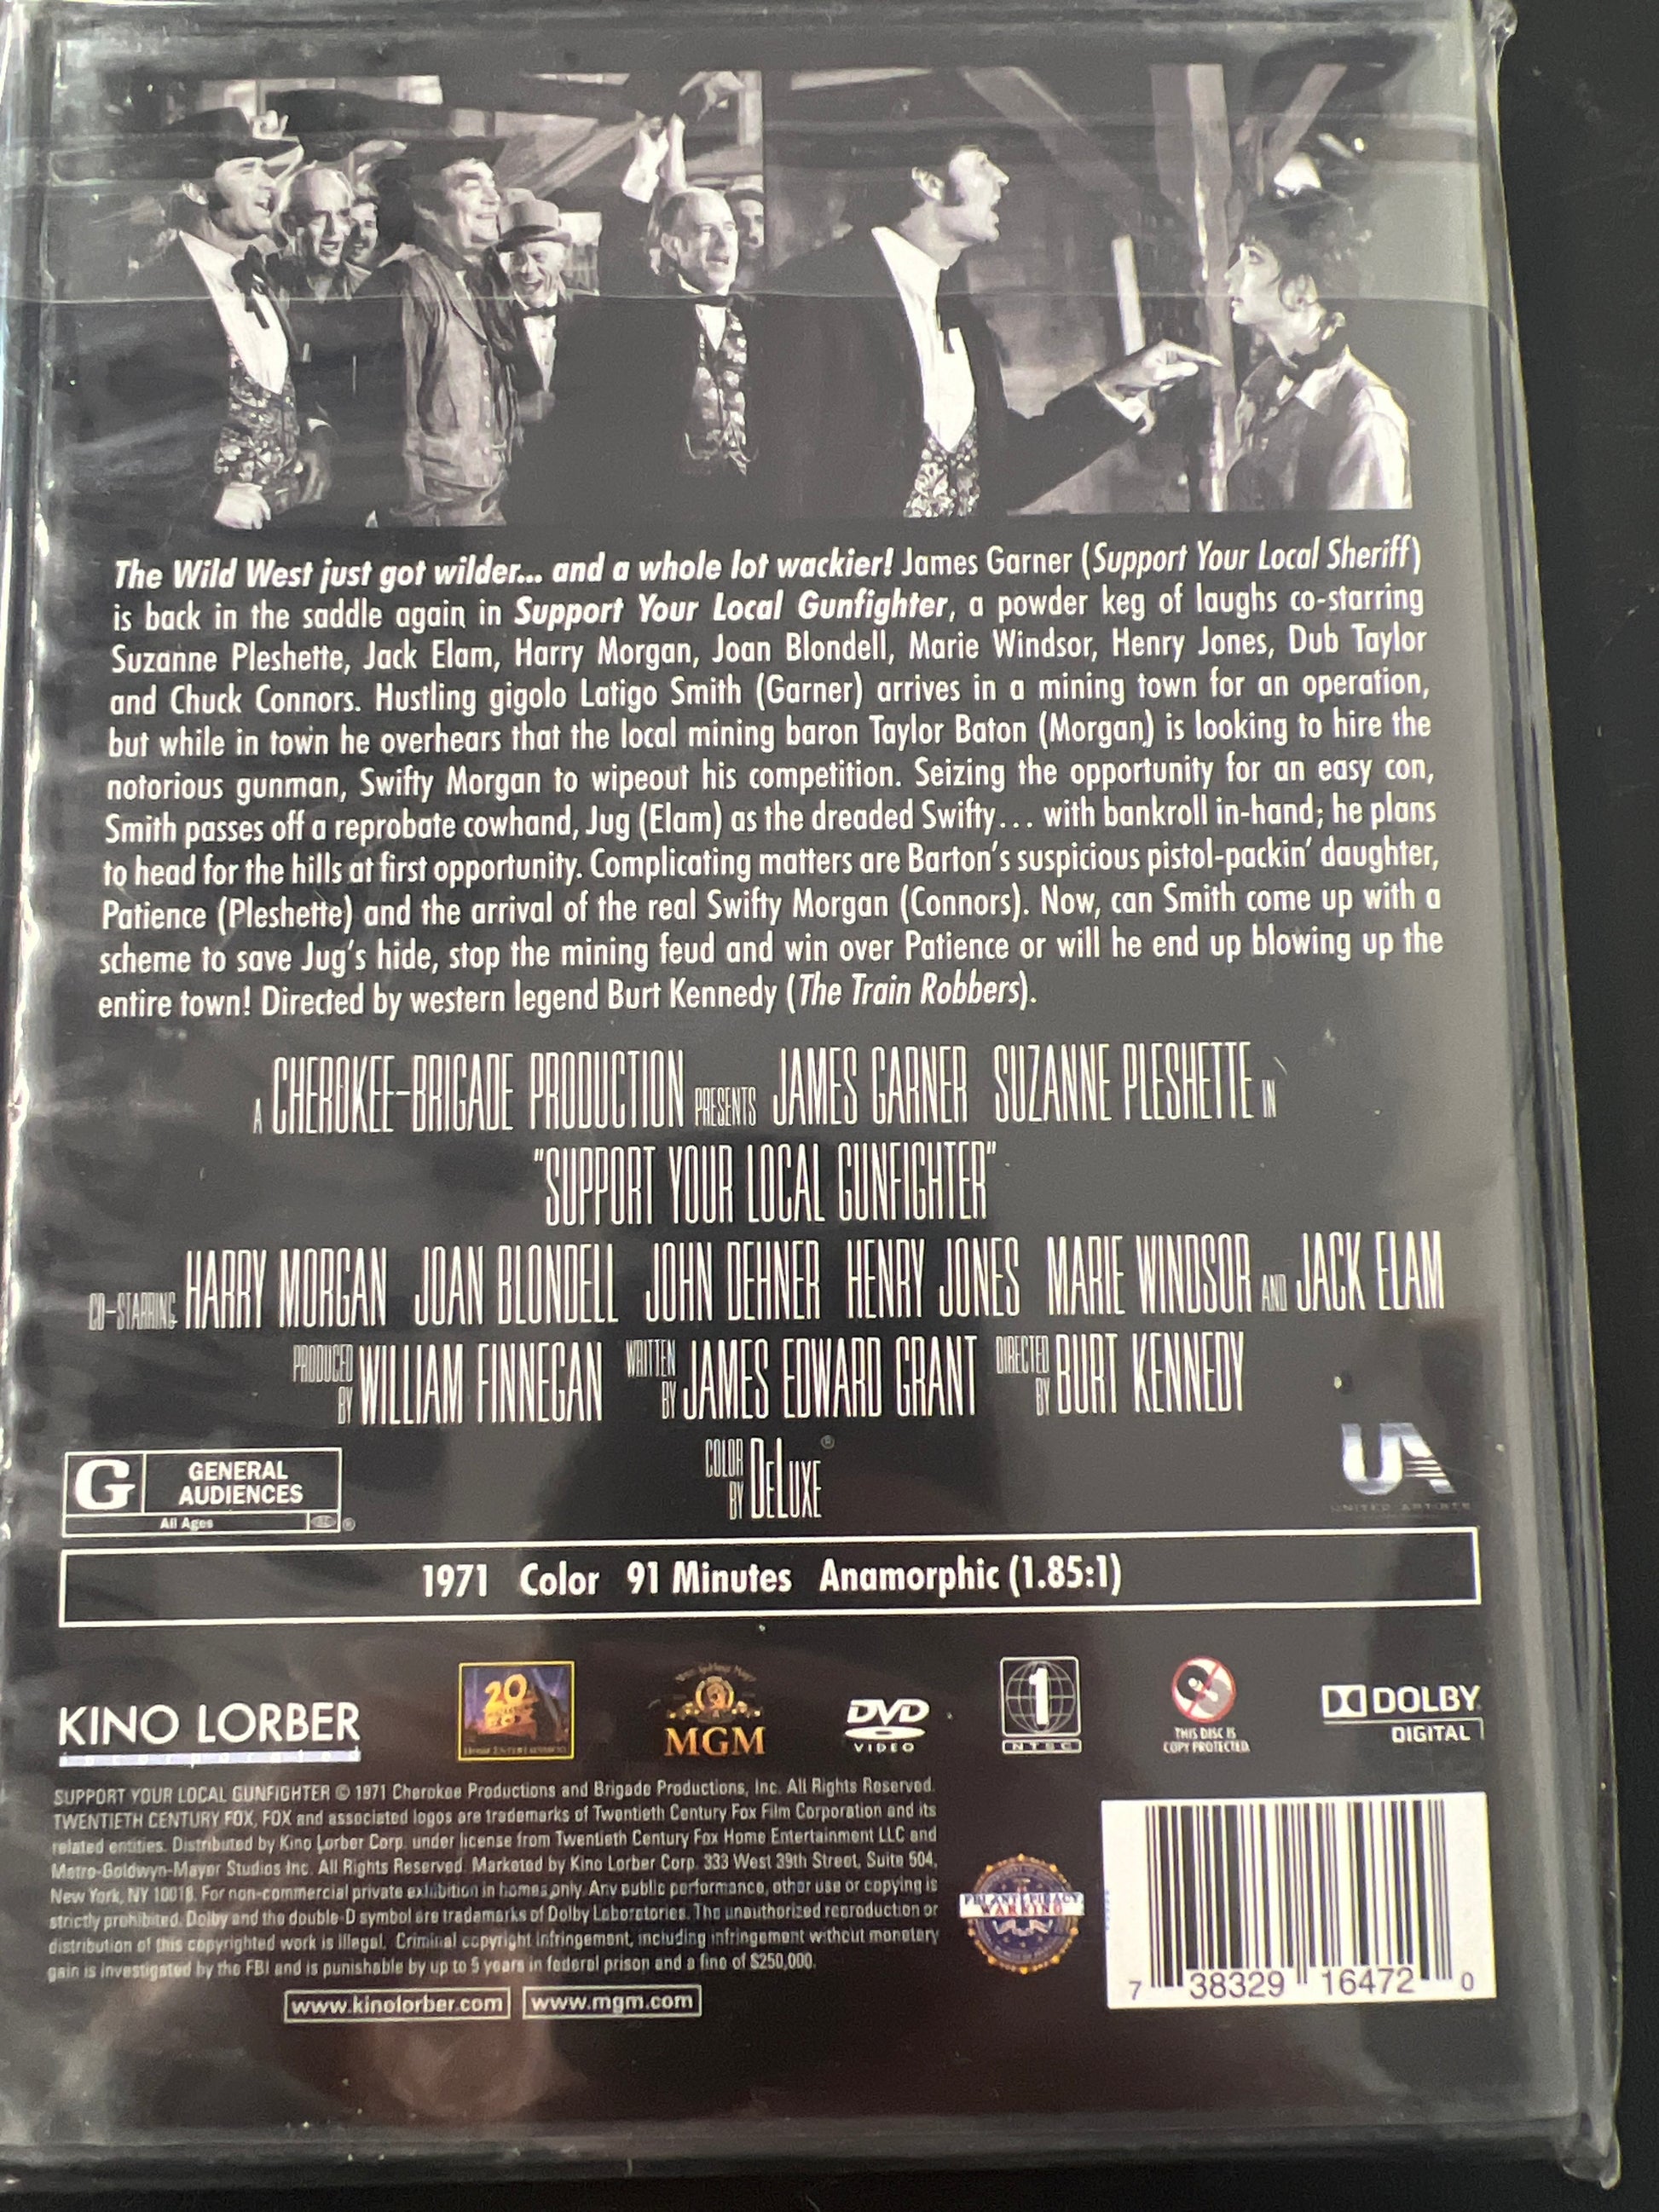 The Wild West just got wilder... and a whole lot wackier! James Garner (Support Your Local Sheriff)
is back in the saddle again in Support Your Local Gunfighter, a powder keg of laughs co-starring
Suzanne Pleshette, Jack Elam, Harry Morgan, Joan Blondell, Marie Windsor, Henry Jones, Dub Taylor
and Chuck Connors. Hustling gigolo Latigo Smith (Garner) arrives in a mining town for an operation,
but while in town he overhears that the local mining baron Taylor Baton (Morgan) is looking to hire the
notorious gunman, Swifty Morgan to wipeout his competition. Seizing the opportunity for an easy con,
Smith passes off a reprobate cowhand, Jug (Elam) as the dreaded Swifty... with bankroll in-hand; he plans
to head for the hills at first opportunity. Complicating matters are Barton's suspicious pistol-packin' daughter,
Patience (Pleshette) and the arrival of the real Swifty Morgan (Connors). Now, can Smith come up with a
scheme to save Jug's hide, stop the mining feud and win over Patience or will he end up blowing up the
entire town! Directed by western legend Burt Kennedy (The Train Robbers).
A CHEROKEE-BRIGADE PRODUCTION PRESENTS JAMES GARNER SUZANNE PLESHETTE IN
"SUPPORT YOUR LOCAL GUNFIGHTER"
CO-STARRING HARRY MORGAN JOAN BLONDELL JOHN DEHNER HENRY JONES MARIE WINDSOR AND JACK ELAM
PRODUCED BY WILLIAM FINNEGAN WRITTEN BY JAMES EDWARD GRANT DIRECTED BY BURT KENNEDY
COLOR BY DELUXE®
UA
UNITED ARTISTS
G GENERAL AUDIENCES
All Ages ®
1971 Color 91 Minutes Anamorphic (1.85:1)
KINO LORBER
incorporated
20
FOX
HOME ENTERTAINMENT
MGM
DVD
VIDEO
1
NTSC
THIS DISC IS
COPY PROTECTED.
DOLBY
DIGITAL
SUPPORT YOUR LOCAL GUNFIGHTER © 1971 Cherokee Productions and Brigade Productions, Inc. All Rights Reserved.
TWENTIETH CENTURY FOX, FOX and associated logos are trademarks of Twentieth Century Fox Film Corporation and its
related entities. Distributed by Kino Lorber Corp. under license from Twentieth Century Fox Home Entertainment LLC and
Metro-Goldwyn-Mayer Studios Inc. All Rights Reserved. Marketed by Kino Lorber Corp. 333 West 39th Street, Suite 504,
New York, NY 10018. For non-commercial private exhibition in homes only. Any public performance, other use or copying is
strictly prohibited. Dolby and the double-D symbol are trademarks of Dolby Laboratories. The unauthorized reproduction or
distribution of this copyrighted work is illegal. Criminal copyright infringement, including infringement without monetary
gain is investigated by the FBI and is punishable by up to 5 years in federal prison and a fine of $250,000.
FBI ANTI-PIRACY
WARNING
www.kinolorber.com www.mgm.com
7 38329 16472 0